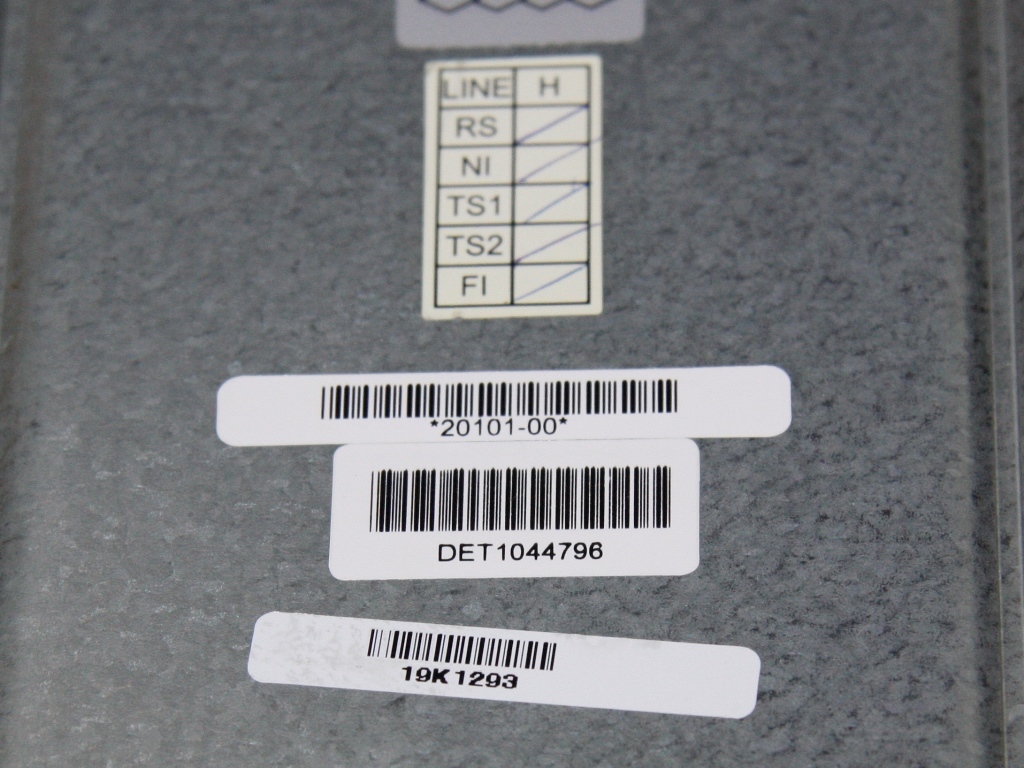 LINE H
RS
NI
TS1
TS2
FI
*20101-00*
DET1044796
19K1293